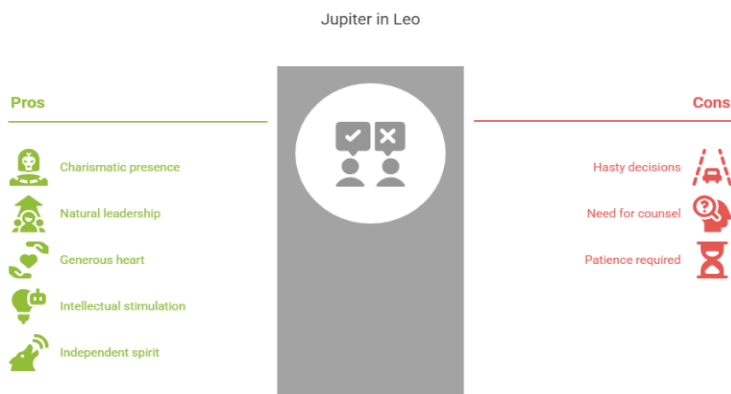 Jupiter in Leo
Pros
Charismatic presence
Natural leadership
Generous heart
Intellectual stimulation
Independent spirit
Cons
Hasty decisions
Need for counsel
Patience required